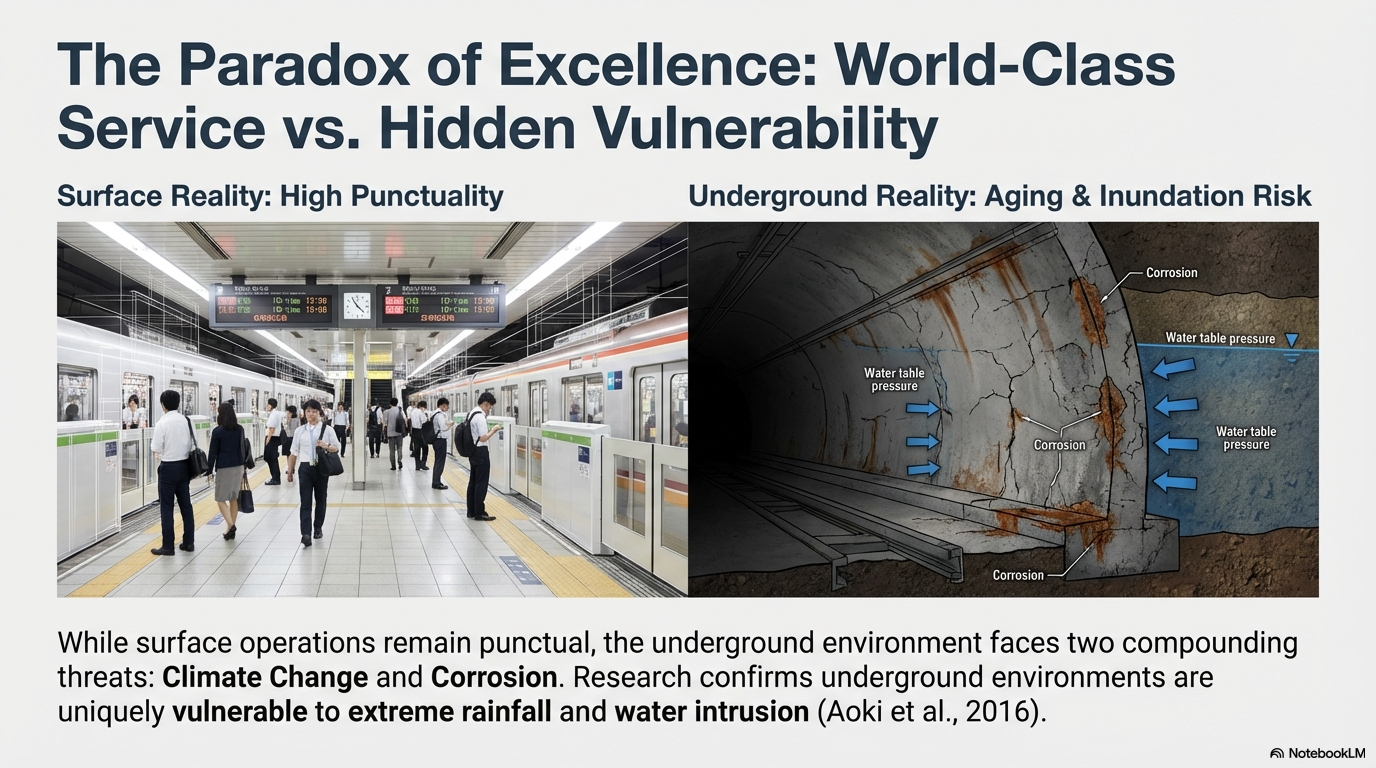 The Paradox of Excellence: World-Class
Service vs. Hidden Vulnerability
Surface Reality: High Punctuality
Underground Reality: Aging & Inundation Risk
Corrosion
Water table pressure
Water table
pressure
Corrosion
Water table
pressure
Corrosion
While surface operations remain punctual, the underground environment faces two compounding
threats: Climate Change and Corrosion. Research confirms underground environments are
uniquely vulnerable to extreme rainfall and water intrusion (Aoki et al., 2016).
NotebookLM